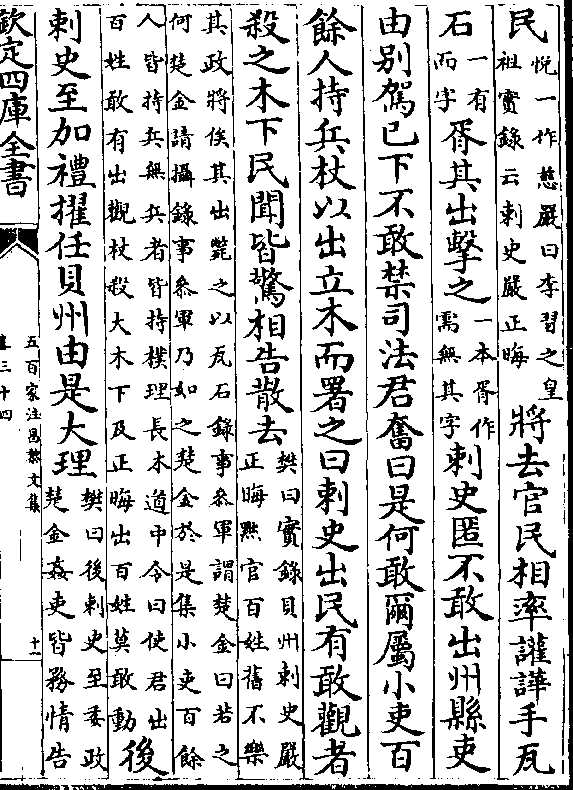 民悅一作慈嚴曰李習之皇
祖實錄云刺史嚴正晦將去官民相率讙譁手瓦
石一有
而字胥其出擊之一本胥作
需無其字刺史匿不敢出州縣吏
由别駕已下不敢禁司法君奮曰是何敢爾屬小吏百
餘人持兵杖以出立木而署之曰刺史出民有敢觀者
殺之木下民聞皆驚相告散去樊曰實錄貝州刺史嚴
正晦黙官百姓舊不樂
其政將俟其出斃之以瓦石錄事叅軍謂楚金曰若之
何楚金請攝錄事叅軍乃如之楚金於是集小吏百餘
人皆持兵無兵者皆持樸理長木道中令曰使君出
百姓敢有出觀杖殺大木下及正晦出百姓莫敢動後
刺史至加禮擢任貝州由是大理樊曰後刺史至委政
楚金姦吏皆務情告
欽定四庫全書
五百家注昌黎文集
卷三十四
十一